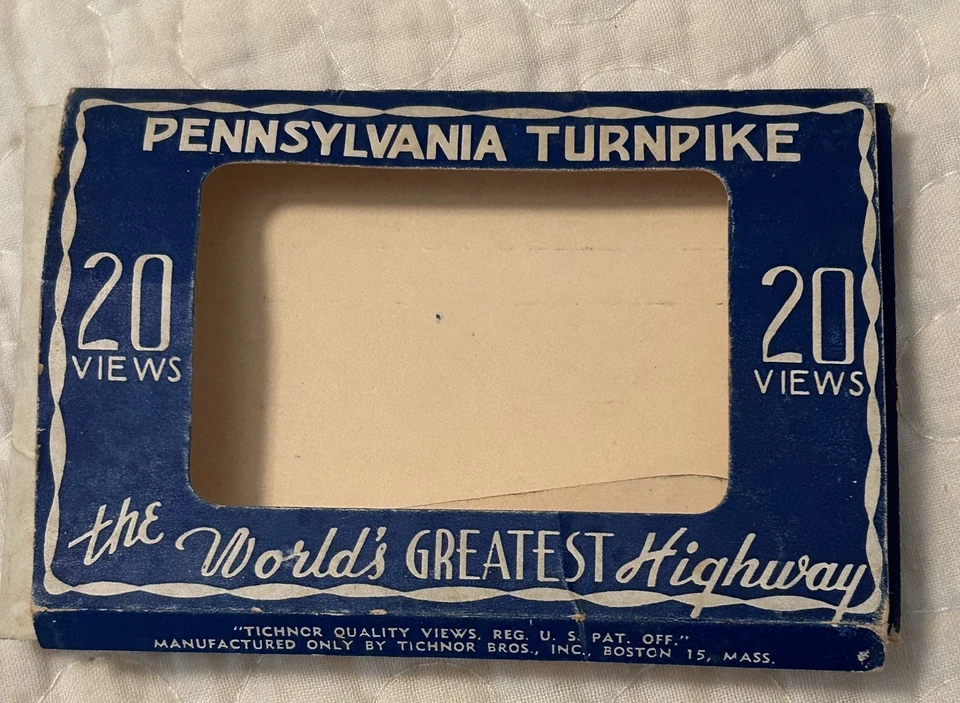 PENNSYLVANIA TURNPIKE
20 20
VIEWS VIEWS
the World's GREATEST Highway
"TICHNOR QUALITY VIEWS, REG. U. S. PAT. OFF."
MANUFACTURED ONLY BY TICHNOR BROS., INC., BOSTON 15, MASS.